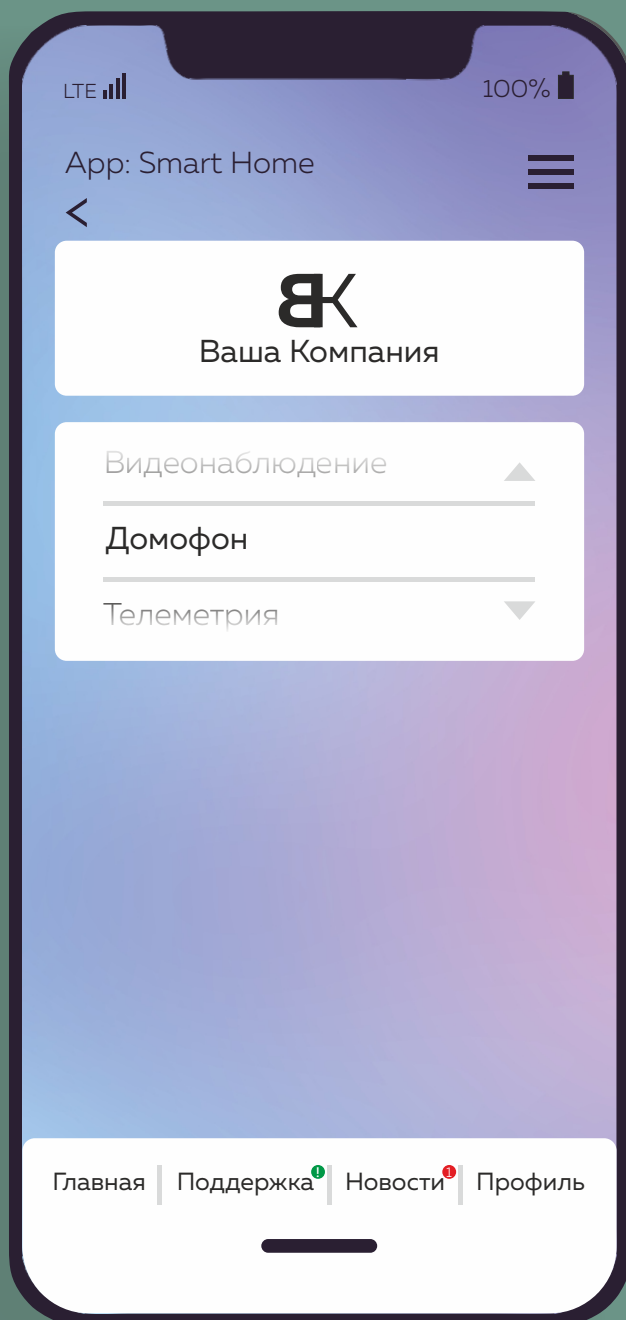 LTE 100%
App: Smart Home
<
ВК
Ваша Компания
Видеонаблюдение
Домофон
Телеметрия
Главная Поддержка ! Новости 1 Профиль